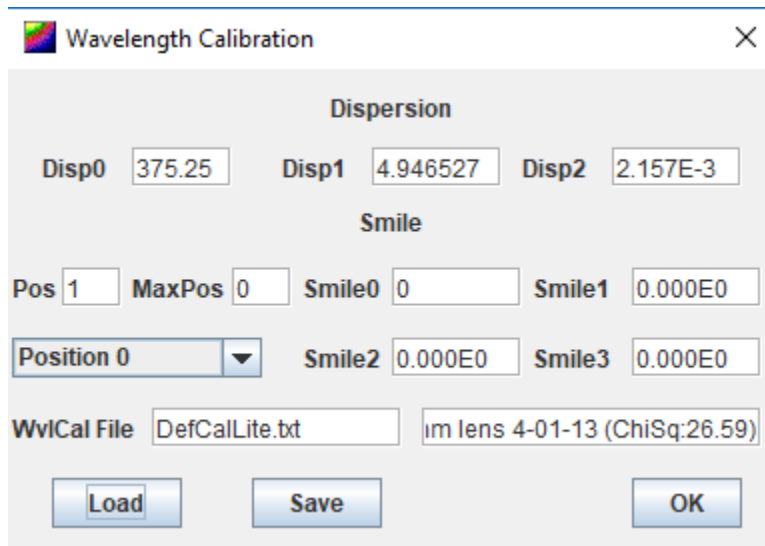 Wavelength Calibration
Dispersion
Disp0 375.25 Disp1 4.946527 Disp2 2.157E-3
Smile
Pos 1 MaxPos 0 Smile0 0 Smile1 0.000E0
Position 0 Smile2 0.000E0 Smile3 0.000E0
WvlCal File DefCalLite.txt lens 4-01-13 (ChiSq:26.59)
Load Save OK